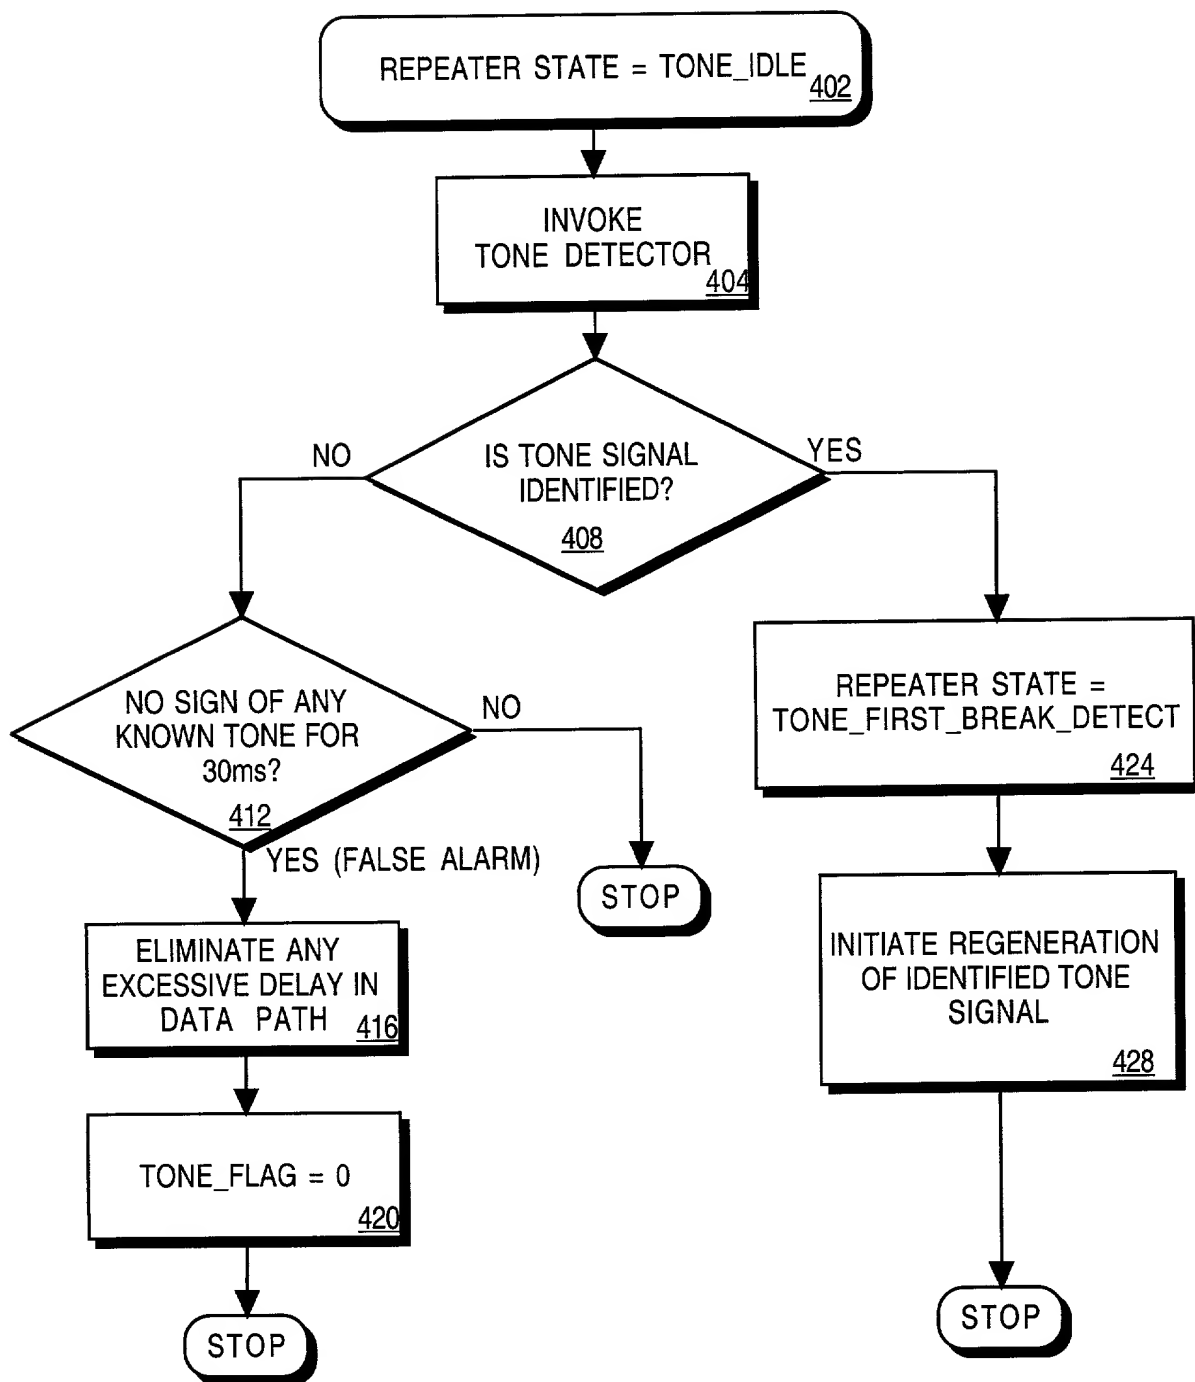 REPEATER STATE = TONE_IDLE
402
INVOKE
TONE DETECTOR
404
NO
IS TONE SIGNAL
IDENTIFIED?
408
YES
NO SIGN OF ANY
KNOWN TONE FOR
30ms?
412
NO
REPEATER STATE =
TONE_FIRST_BREAK_DETECT
424
YES (FALSE ALARM)
STOP
ELIMINATE ANY
EXCESSIVE DELAY IN
DATA PATH
416
INITIATE REGENERATION
OF IDENTIFIED TONE
SIGNAL
428
TONE_FLAG = 0
420
STOP
STOP